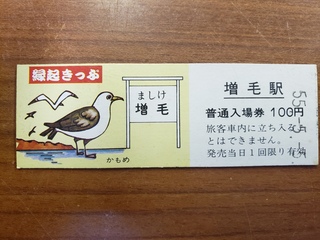 縁起きっぷ
ましけ
増毛
かもめ
増毛駅
普通入場券 100円
旅客車内に立ち入るこ
とはできません。
発売当日1回限り有効